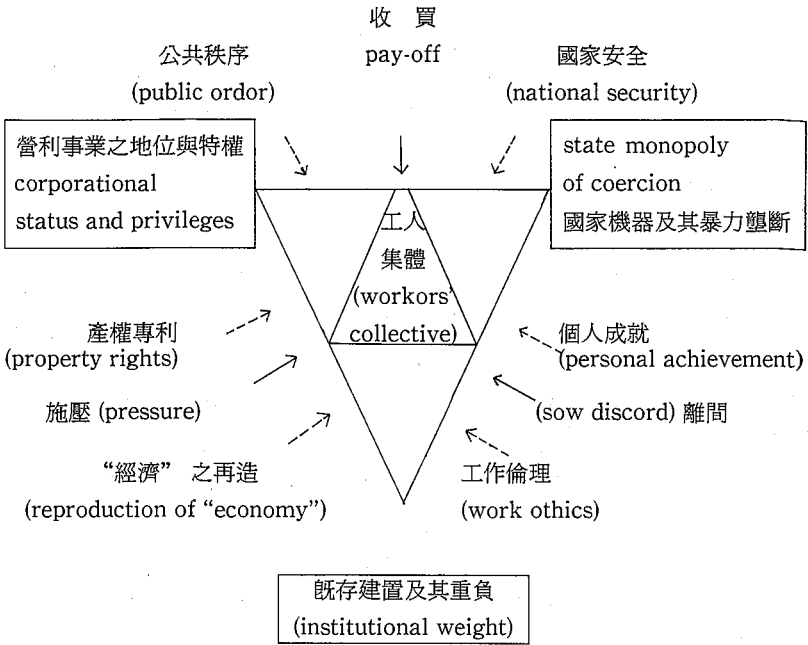 收 買
pay-off
公共秩序
(public ordor)
國家安全
(national security)
營利事業之地位與特權
corporational
status and privileges
state monopoly
of coercion
國家機器及其暴力壟斷
工人
集體
(workers'
collective)
產權專利
(property rights)
個人成就
(personal achievement)
施壓 (pressure)
(sow discord) 離間
“經濟” 之再造
(reproduction of “economy”)
工作倫理
(work othics)
既存建置及其重負
(institutional weight)